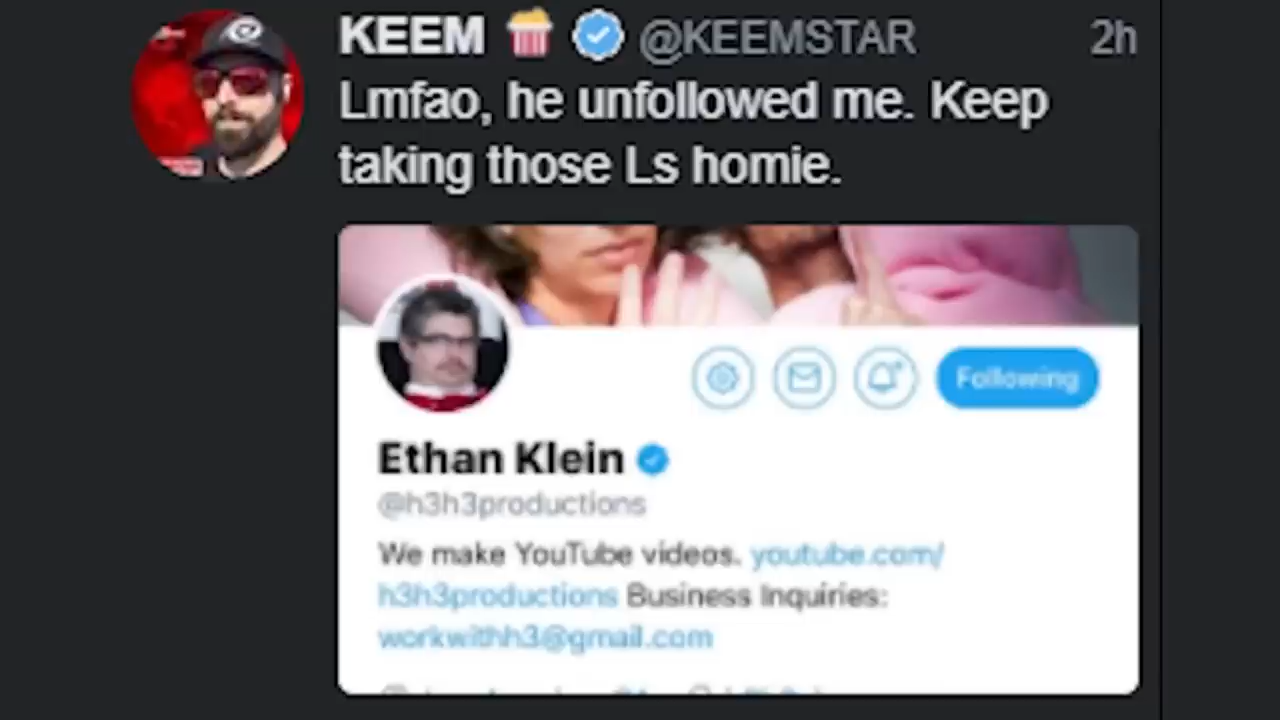 KEEM 🍿 @KEEMSTAR 2h
Lmfao, he unfollowed me. Keep
taking those Ls homie.
Following
Ethan Klein
@h3h3productions
We make YouTube videos. youtube.com/
h3h3productions Business Inquiries:
workwithh3@gmail.com